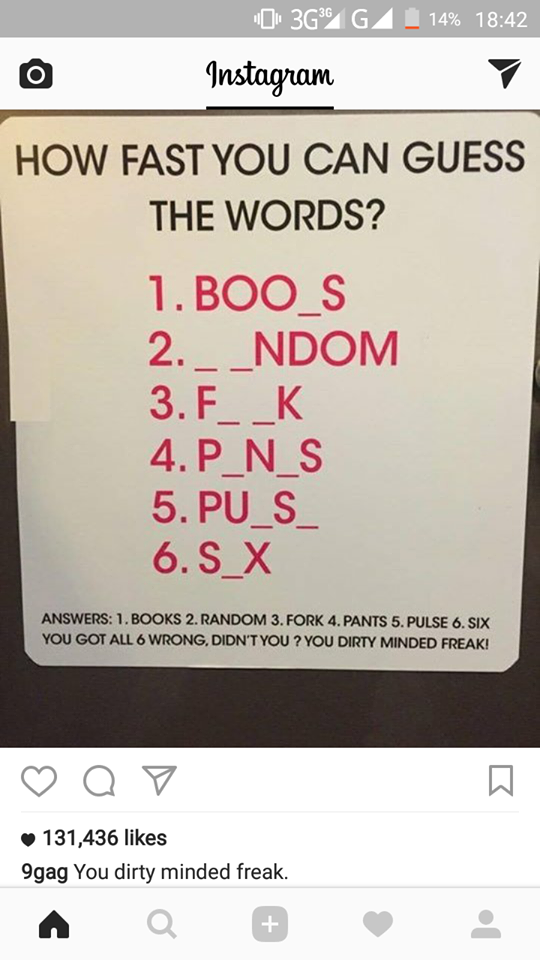 3G 3G G 14% 18:42
Instagram
HOW FAST YOU CAN GUESS
THE WORDS?
1. BOO_S
2. _ _NDOM
3. F_ _K
4. P_N_S
5. PU_S_
6. S_X
ANSWERS: 1. BOOKS 2. RANDOM 3. FORK 4. PANTS 5. PULSE 6. SIX
YOU GOT ALL 6 WRONG, DIDN'T YOU ? YOU DIRTY MINDED FREAK!
131,436 likes
9gag You dirty minded freak.